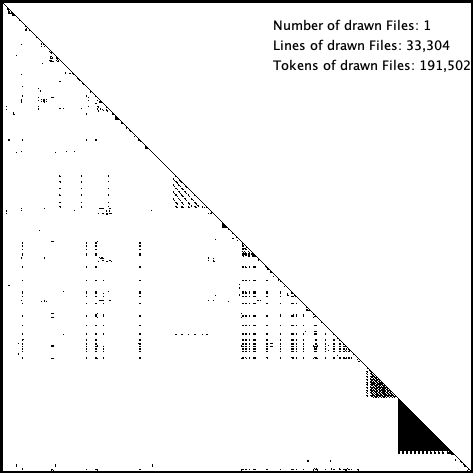 Number of drawn Files: 1
Lines of drawn Files: 33,304
Tokens of drawn Files: 191,502